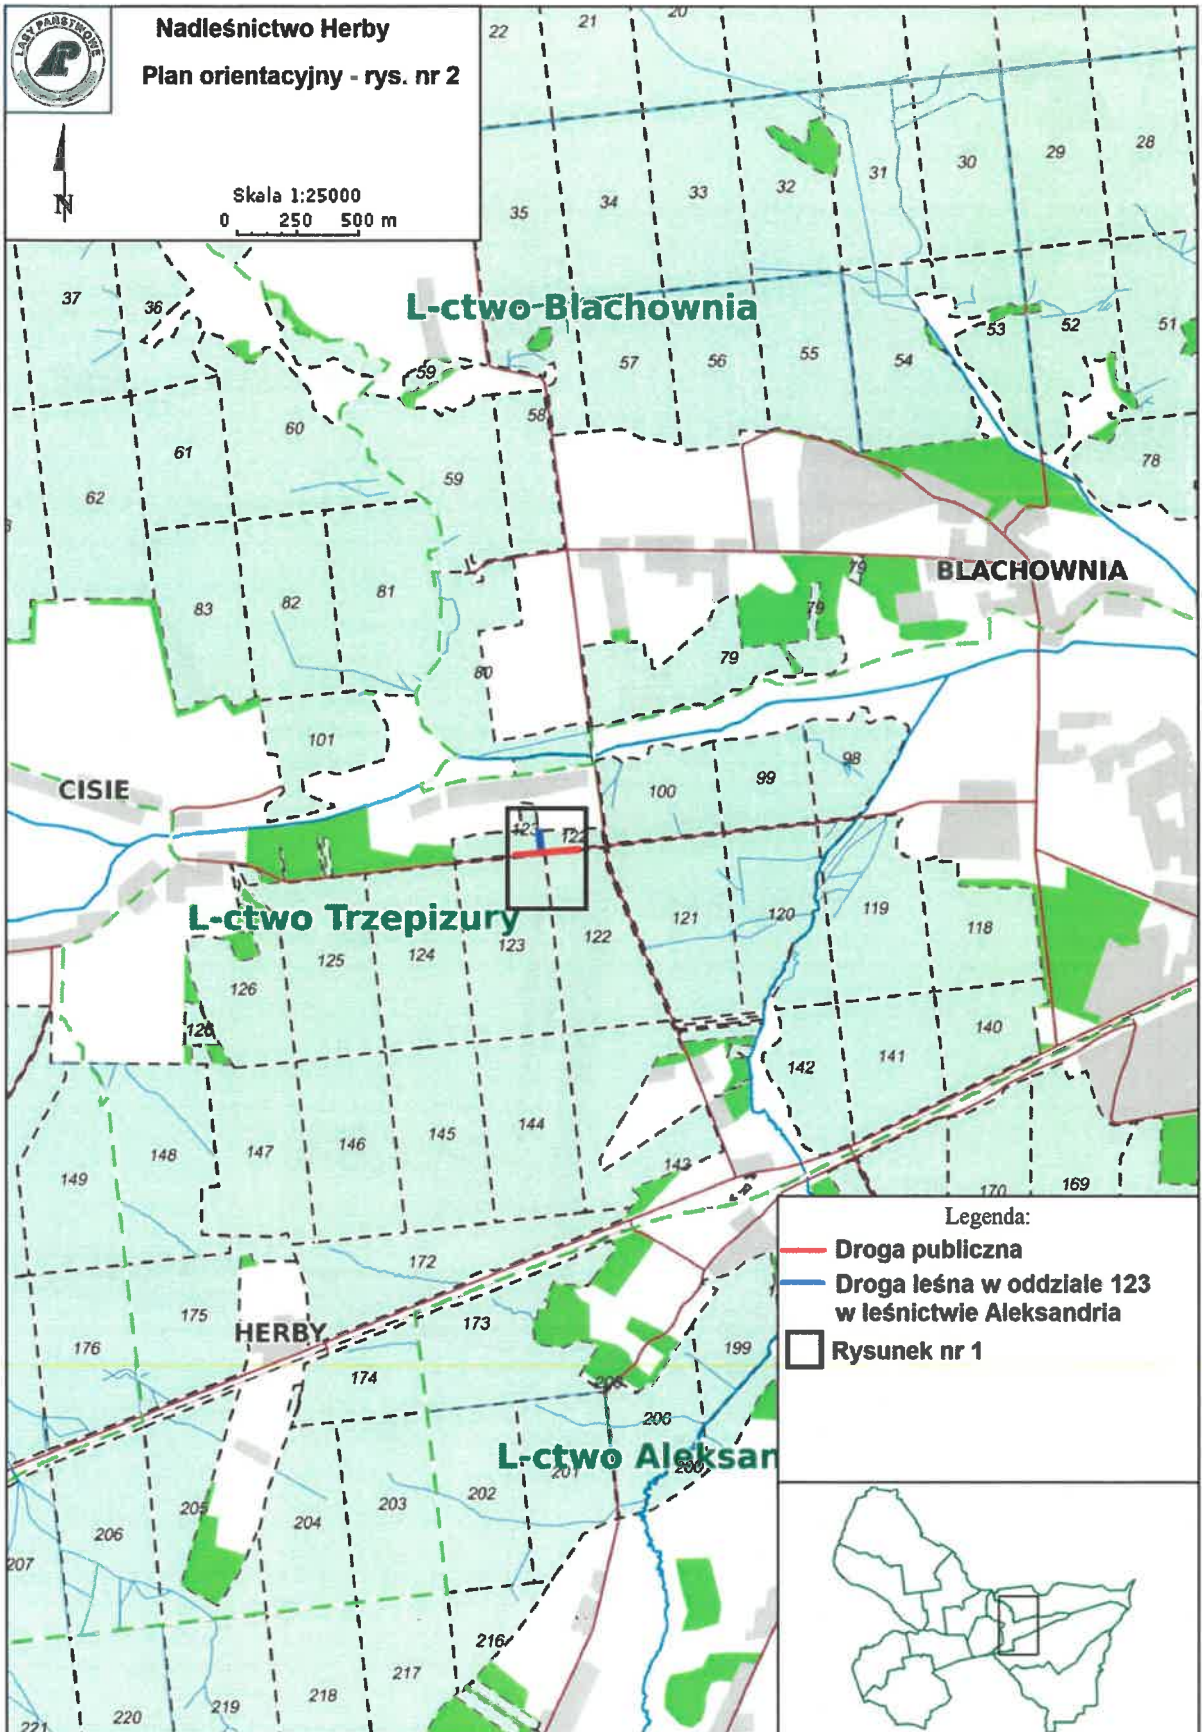 LASY PAŃSTWOWE
Nadleśnictwo Herby
Plan orientacyjny - rys. nr 2
N
Skala 1:25000
0 250 500 m
22 21 20
35 34 33 32 31 30 29 28
37 36
L-ctwo Blachownia
59 58 57 56 55 54 53 52 51
62 61 60 59
78
83 82 81 80
79 79 79
BLACHOWNIA
101
CISIE
100 99 98
123 122
L-ctwo Trzepizury
126 125 124 123 122 121 120 119 118
126
142 141 140
149 148 147 146 145 144 143
170 169
172
176 175
HERBY
173
174
199
206
L-ctwo Aleksan
201 200
207 206 205 204 203 202
216
221 220 219 218 217
Legenda:
Droga publiczna
Droga leśna w oddziale 123
w leśnictwie Aleksandria
Rysunek nr 1